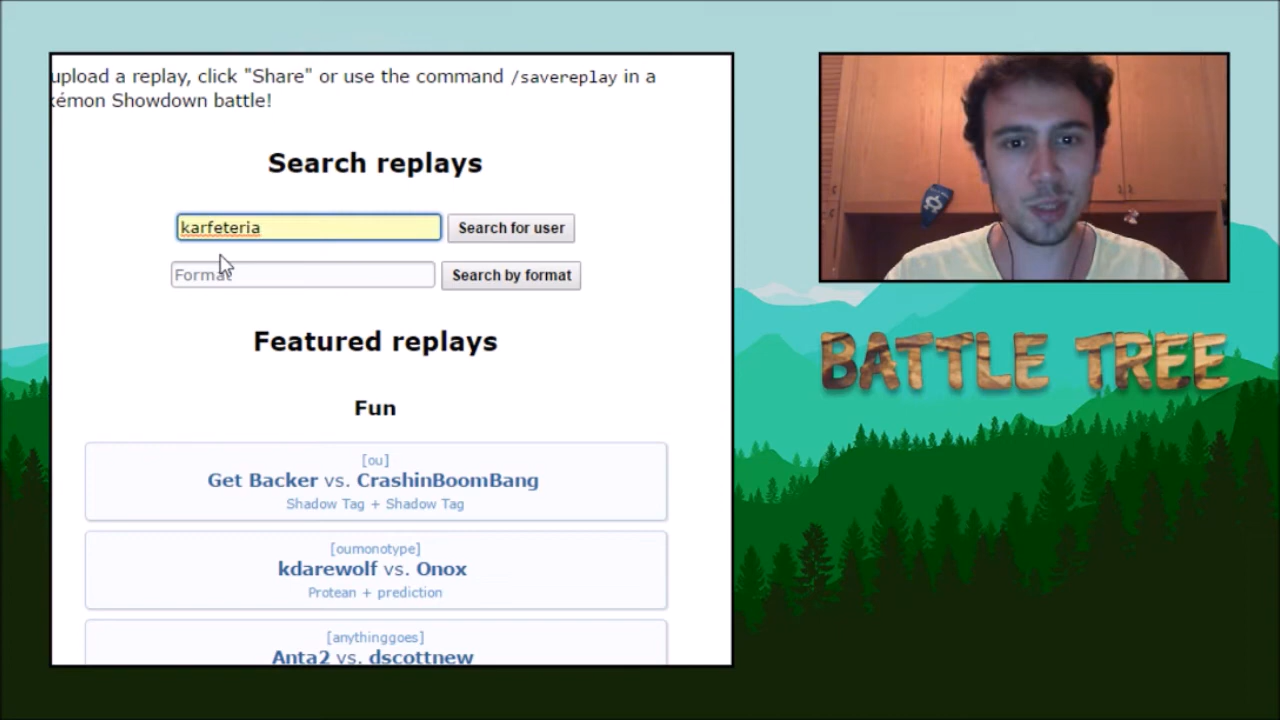 upload a replay, click "Share" or use the command /savereplay in a
kémon Showdown battle!
Search replays
karfeteria
Search for user
Format
Search by format
Featured replays
Fun
[ou]
Get Backer vs. CrashinBoomBang
Shadow Tag + Shadow Tag
[oumonotype]
kdarewolf vs. Onox
Protean + prediction
[anythinggoes]
Anta2 vs. dscottnew
BATTLE TREE